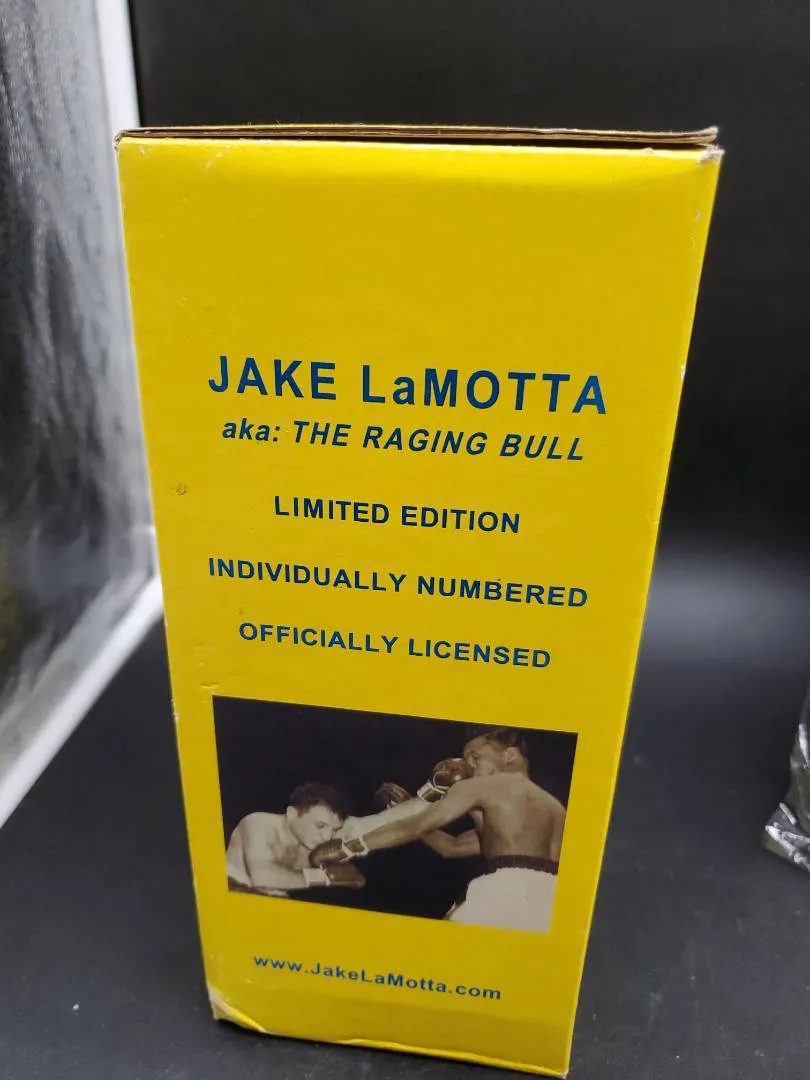 JAKE LaMOTTA
aka: THE RAGING BULL
LIMITED EDITION
INDIVIDUALLY NUMBERED
OFFICIALLY LICENSED
www.JakeLaMotta.com